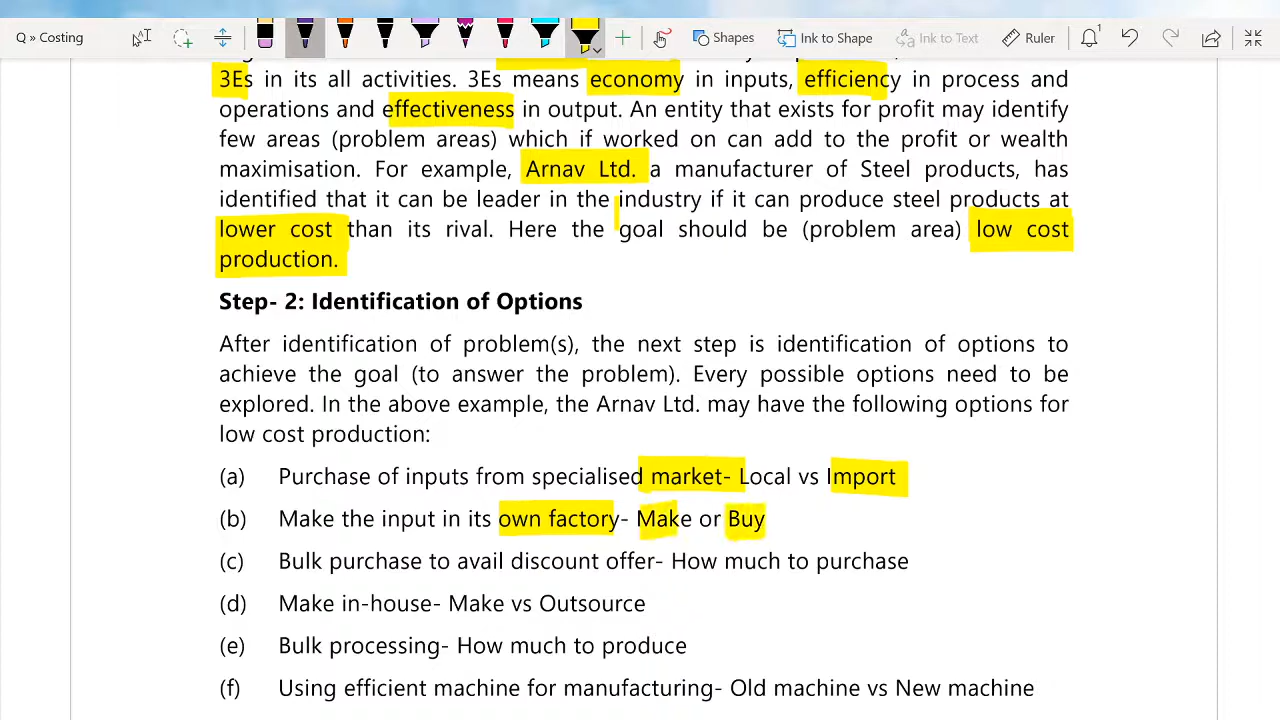 Q » Costing
Shapes
Ink to Shape
Ink to Text
Ruler
3Es in its all activities. 3Es means economy in inputs, efficiency in process and
operations and effectiveness in output. An entity that exists for profit may identify
few areas (problem areas) which if worked on can add to the profit or wealth
maximisation. For example, Arnav Ltd. a manufacturer of Steel products, has
identified that it can be leader in the industry if it can produce steel products at
lower cost than its rival. Here the goal should be (problem area) low cost
production.
Step- 2: Identification of Options
After identification of problem(s), the next step is identification of options to
achieve the goal (to answer the problem). Every possible options need to be
explored. In the above example, the Arnav Ltd. may have the following options for
low cost production:
(a) Purchase of inputs from specialised market- Local vs Import
(b) Make the input in its own factory- Make or Buy
(c) Bulk purchase to avail discount offer- How much to purchase
(d) Make in-house- Make vs Outsource
(e) Bulk processing- How much to produce
(f) Using efficient machine for manufacturing- Old machine vs New machine